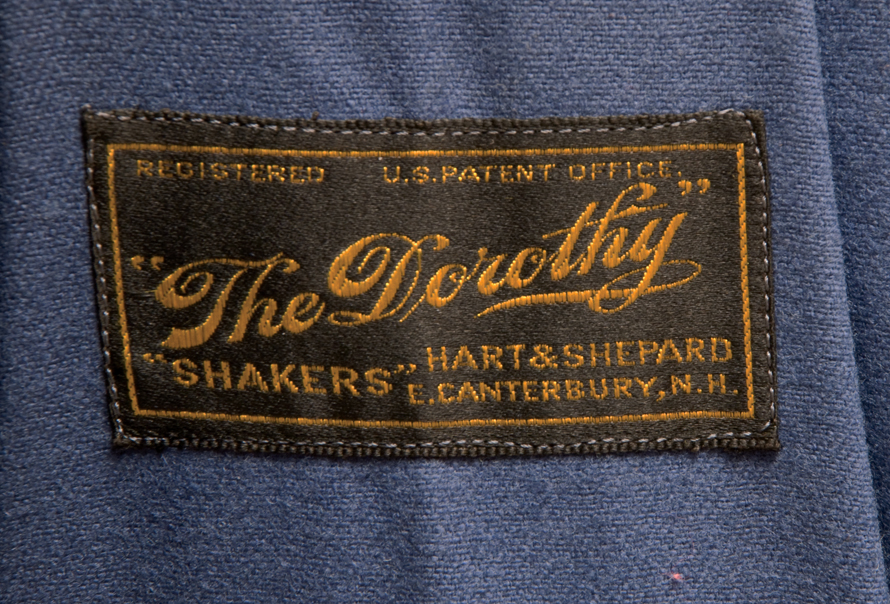 REGISTERED U.S. PATENT OFFICE.
"The Dorothy"
"SHAKERS" HART & SHEPARD
E. CANTERBURY, N.H.